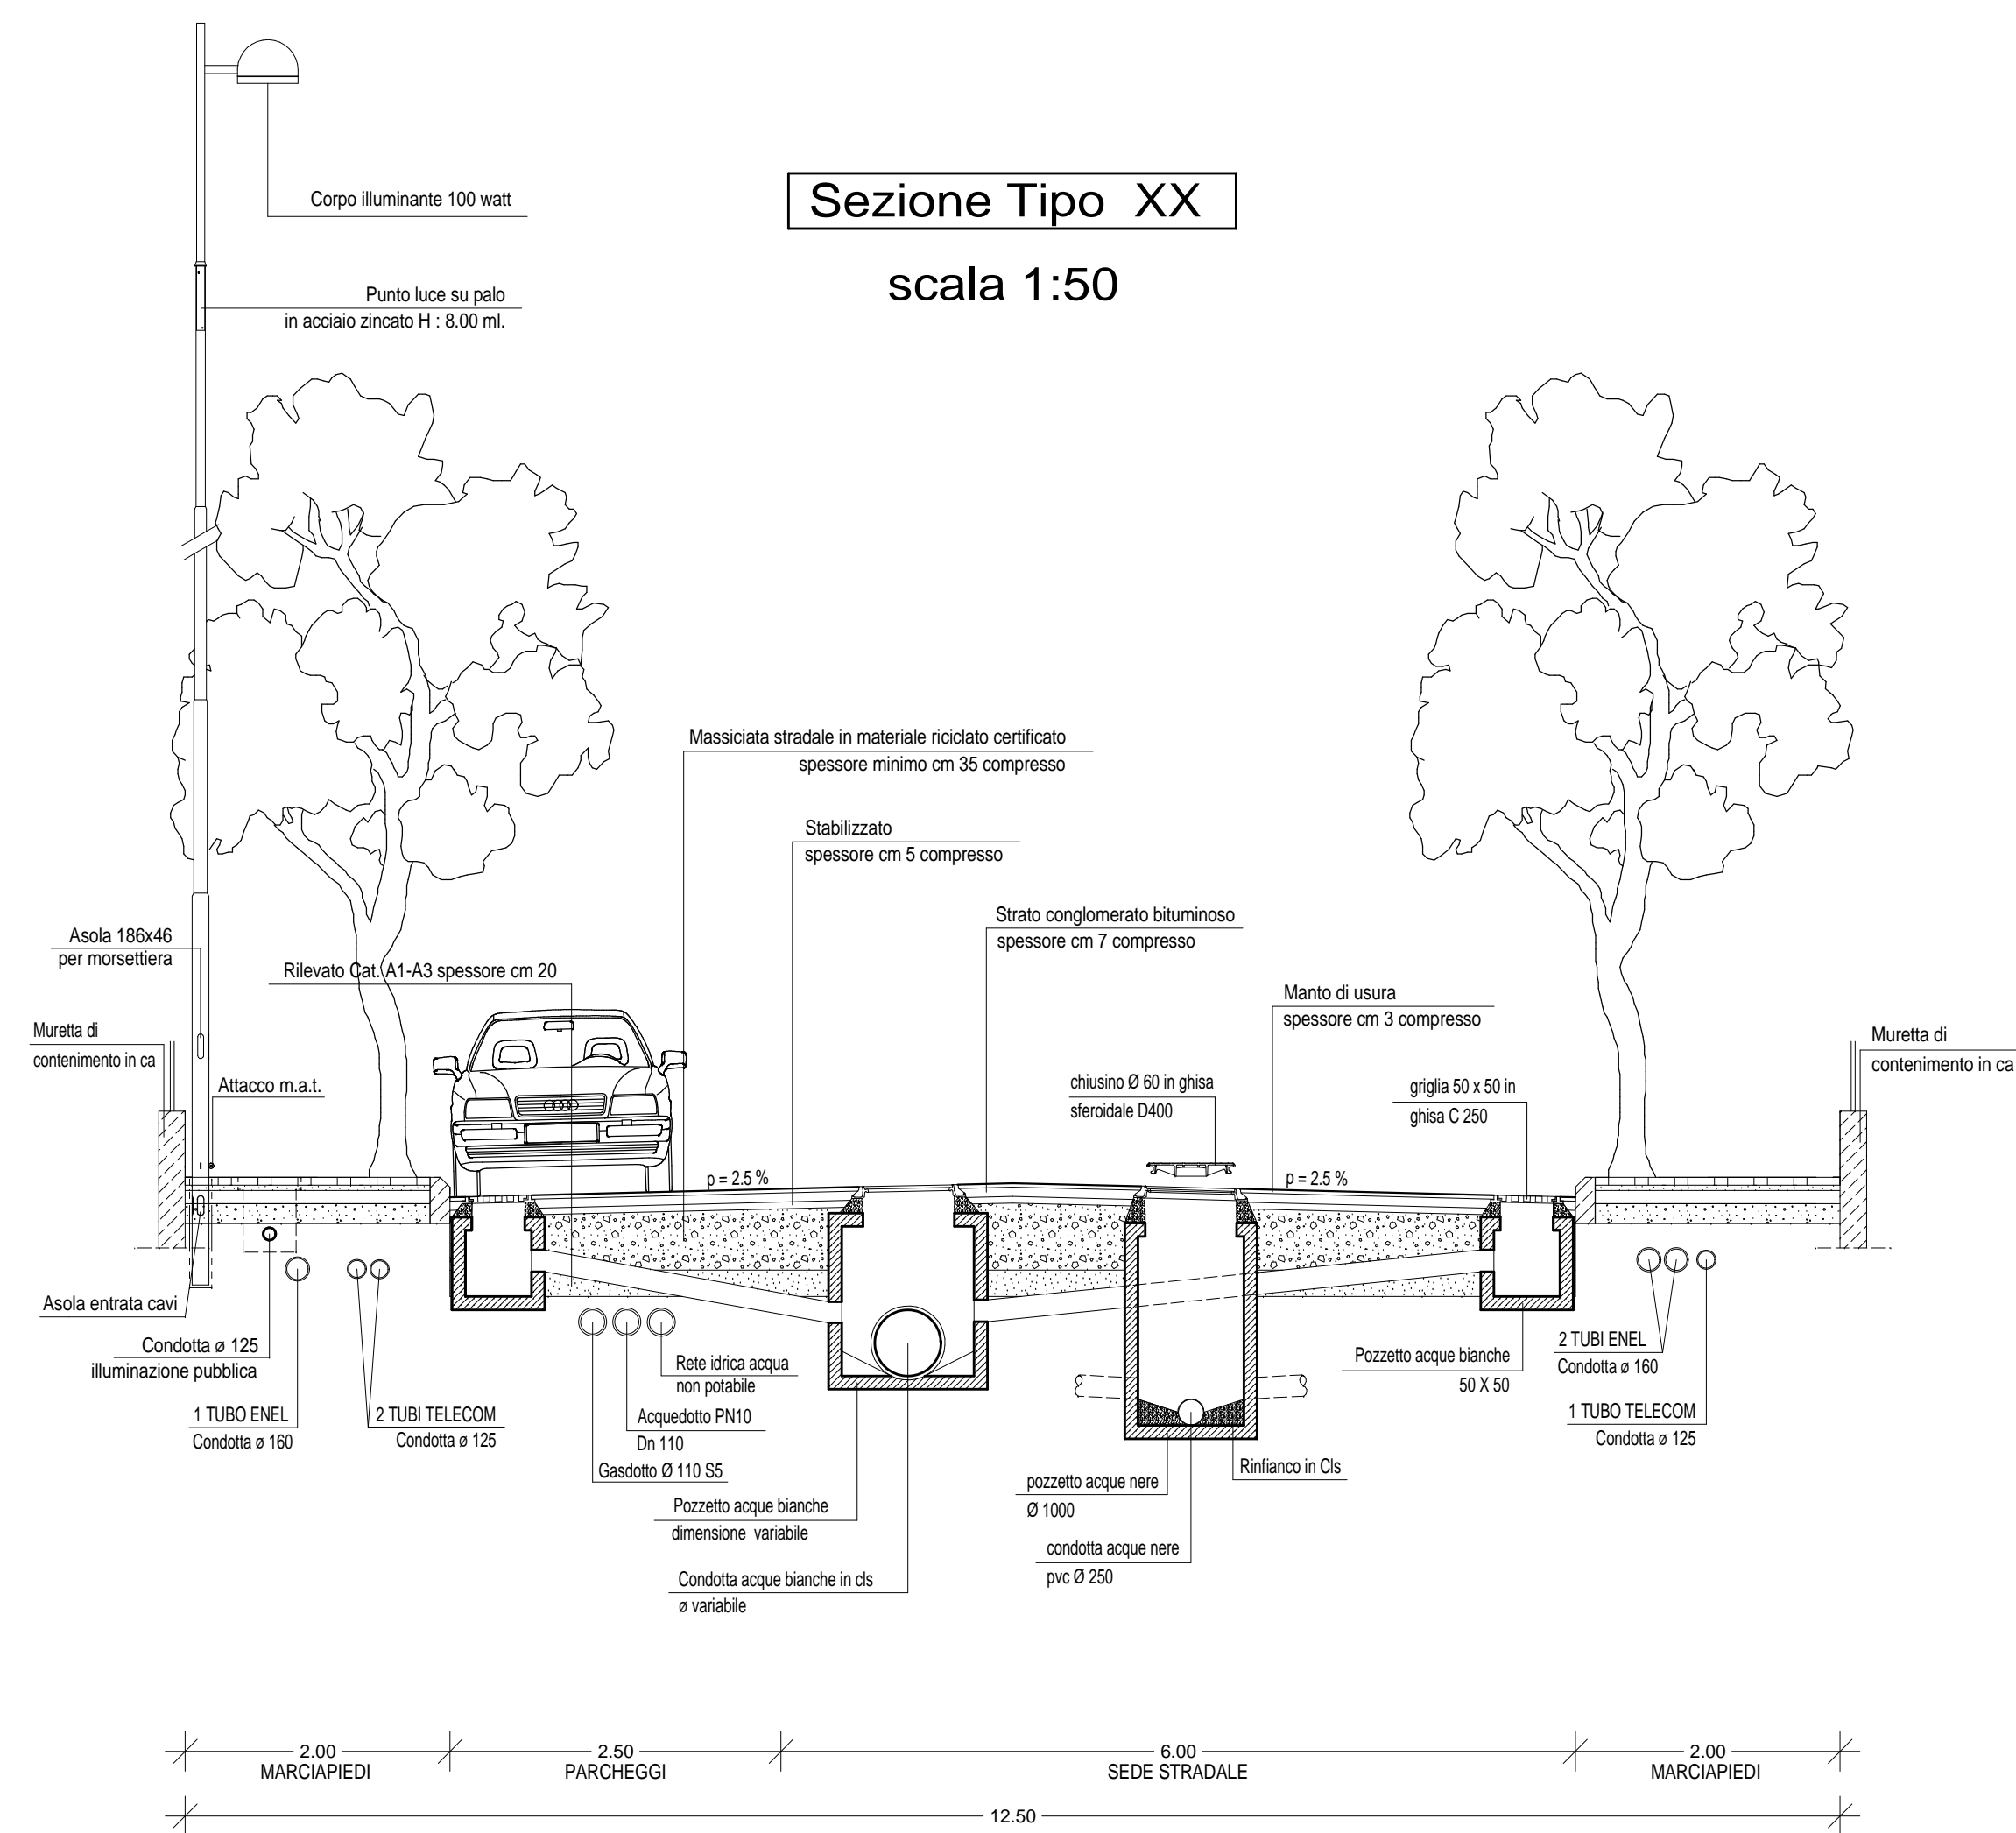 Sezione Tipo XX
scala 1:50
Corpo illuminante 100 watt
Punto luce su palo
in acciaio zincato H : 8.00 ml.
Massiciata stradale in materiale riciclato certificato
spessore minimo cm 35 compresso
Stabilizzato
spessore cm 5 compresso
Strato conglomerato bituminoso
spessore cm 7 compresso
Asola 186x46
per morsettiera
Rilevato Cat. A1-A3 spessore cm 20
Manto di usura
spessore cm 3 compresso
Muretta di
contenimento in ca
Muretta di
contenimento in ca
Attacco m.a.t.
chiusino Ø 60 in ghisa
sferoidale D400
griglia 50 x 50 in
ghisa C 250
p = 2.5 %
p = 2.5 %
Asola entrata cavi
Condotta ø 125
illuminazione pubblica
1 TUBO ENEL
Condotta ø 160
2 TUBI TELECOM
Condotta ø 125
Rete idrica acqua
non potabile
Acquedotto PN10
Dn 110
Gasdotto Ø 110 S5
Pozzetto acque bianche
dimensione variabile
Condotta acque bianche in cls
ø variabile
pozzetto acque nere
Ø 1000
condotta acque nere
pvc Ø 250
Rinfianco in Cls
Pozzetto acque bianche
50 X 50
2 TUBI ENEL
Condotta ø 160
1 TUBO TELECOM
Condotta ø 125
2.00
MARCIAPIEDI
2.50
PARCHEGGI
6.00
SEDE STRADALE
2.00
MARCIAPIEDI
12.50